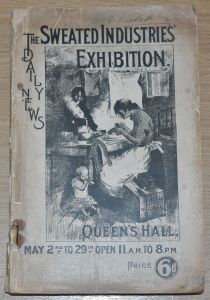 THE DAILY NEWS
SWEATED INDUSTRIES'
EXHIBITION.
QUEEN'S HALL.
MAY 2ND TO 29TH OPEN 11 A.M. TO 8 P.M.
PRICE 6d